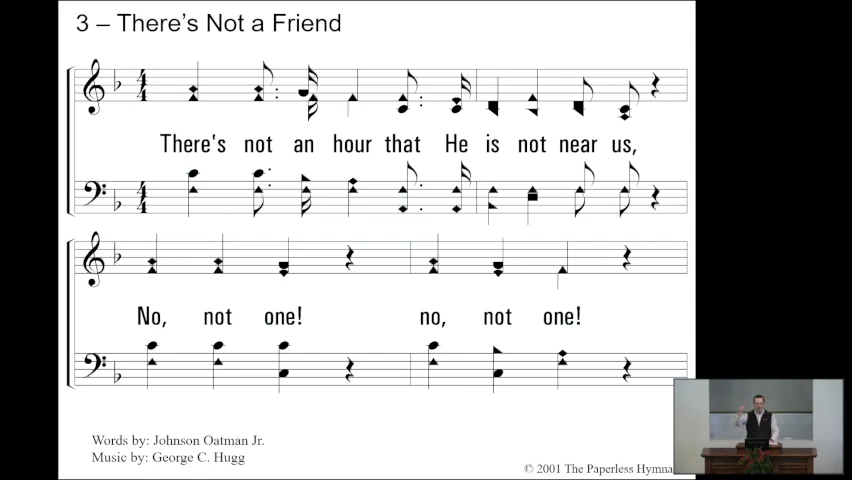 3 – There's Not a Friend
There's not an hour that He is not near us,
No, not one! no, not one!
Words by: Johnson Oatman Jr.
Music by: George C. Hugg
© 2001 The Paperless Hymna